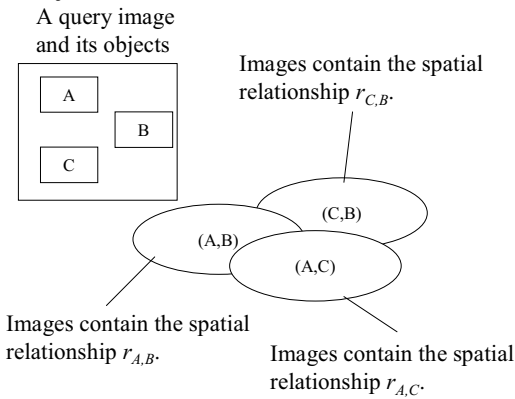 A query image
and its objects
A
B
C
Images contain the spatial
relationship r_{C,B}.
(C,B)
(A,B)
(A,C)
Images contain the spatial
relationship r_{A,B}.
Images contain the spatial
relationship r_{A,C}.